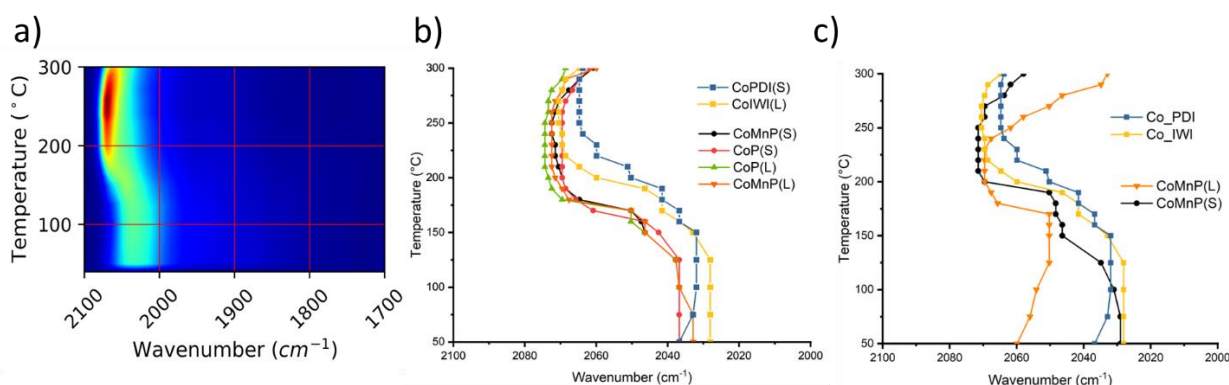 a)
300
200
100
Temperature (°C)
2100
2000
1900
1800
1700
Wavenumber (cm⁻¹)
b)
300
250
200
150
100
50
Temperature (°C)
2100
2080
2060
2040
2020
2000
Wavenumber (cm⁻¹)
CoPDI(S)
CoIWI(L)
CoMnP(S)
CoP(S)
CoP(L)
CoMnP(L)
c)
300
250
200
150
100
50
Temperature (°C)
2100
2080
2060
2040
2020
2000
Wavenumber (cm⁻¹)
Co_PDI
Co_IWI
CoMnP(L)
CoMnP(S)